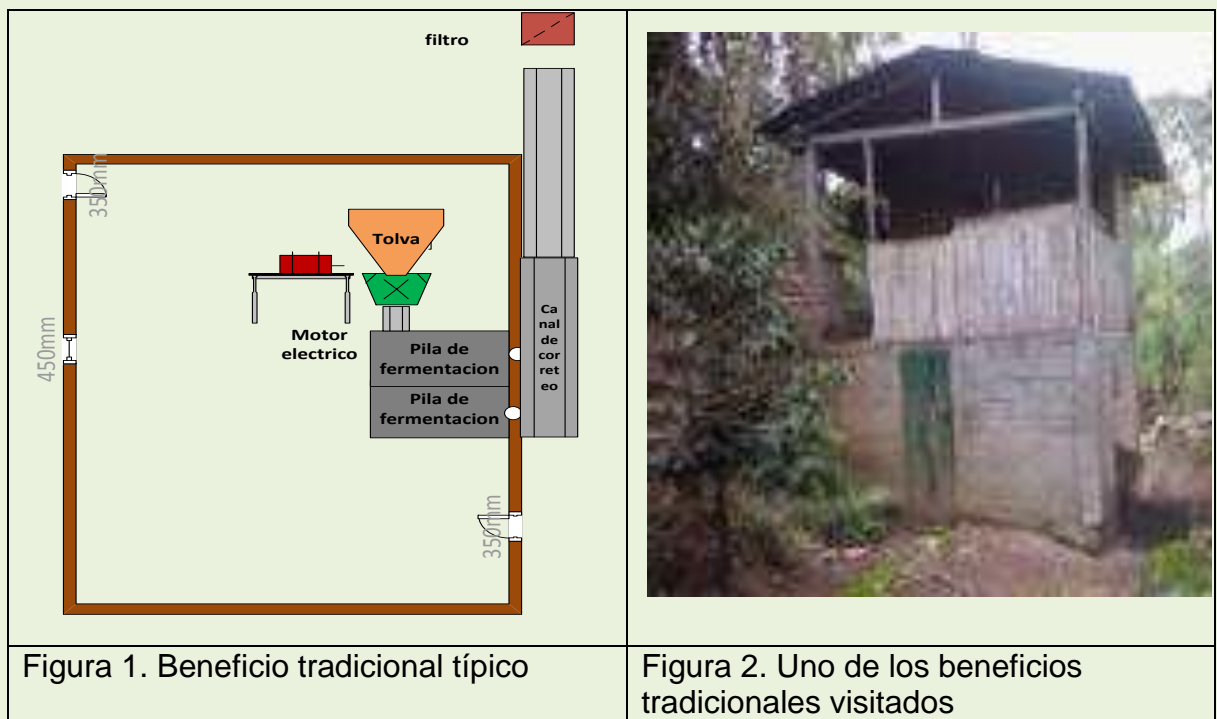 filtro
350mm
Tolva
Motor
electrico
450mm
Pila de
fermentacion
Pila de
fermentacion
Ca
nal
de
cor
ret
eo
350mm
Figura 1. Beneficio tradicional típico
Figura 2. Uno de los beneficios
tradicionales visitados